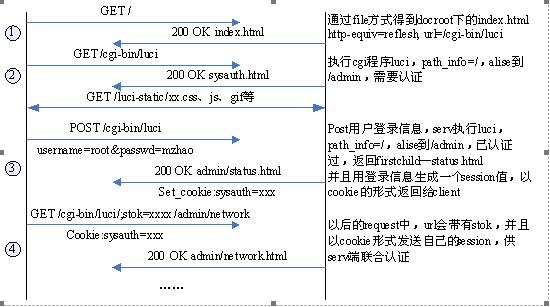 GET /
① 200 OK index.html
通过file方式得到docroot下的index.html
http-equiv=reflesh, url=/cgi-bin/luci
GET/cgi-bin/luci
② 200 OK sysauth.html
执行cgi程序luci，path_info=/，alise到
/admin，需要认证
GET /luci-static/xx.css、js、gif等
POST /cgi-bin/luci
username=root&passwd=mzhao
③ 200 OK admin/status.html
Set_cookie:sysauth=xxx
Post用户登录信息，serv执行luci，
path_info=/，alise到/admin，已认证
过，返回firstchild—status.html
并且用登录信息生成一个session值，以
cookie的形式返回给client
GET /cgi-bin/luci/;stok=xxxx /admin/network
Cookie:sysauth=xxx
④ 200 OK admin/network.html
以后的request中，url会带有stok，并且
以cookie形式发送自己的session，供
serv端联合认证
……